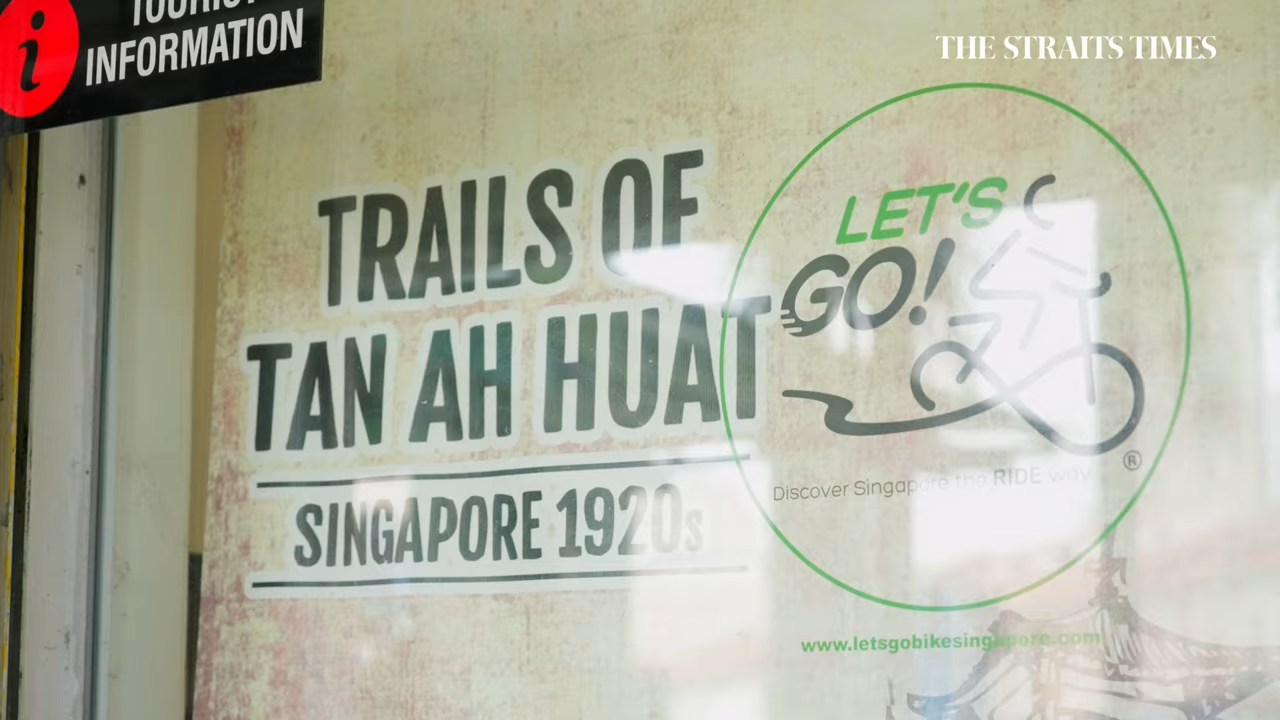 TOURIST
INFORMATION
THE STRAITS TIMES
TRAILS OF
TAN AH HUAT
SINGAPORE 1920s
LET'S
GO!
®
Discover Singapore the RIDE way
www.letsgobikesingapore.com